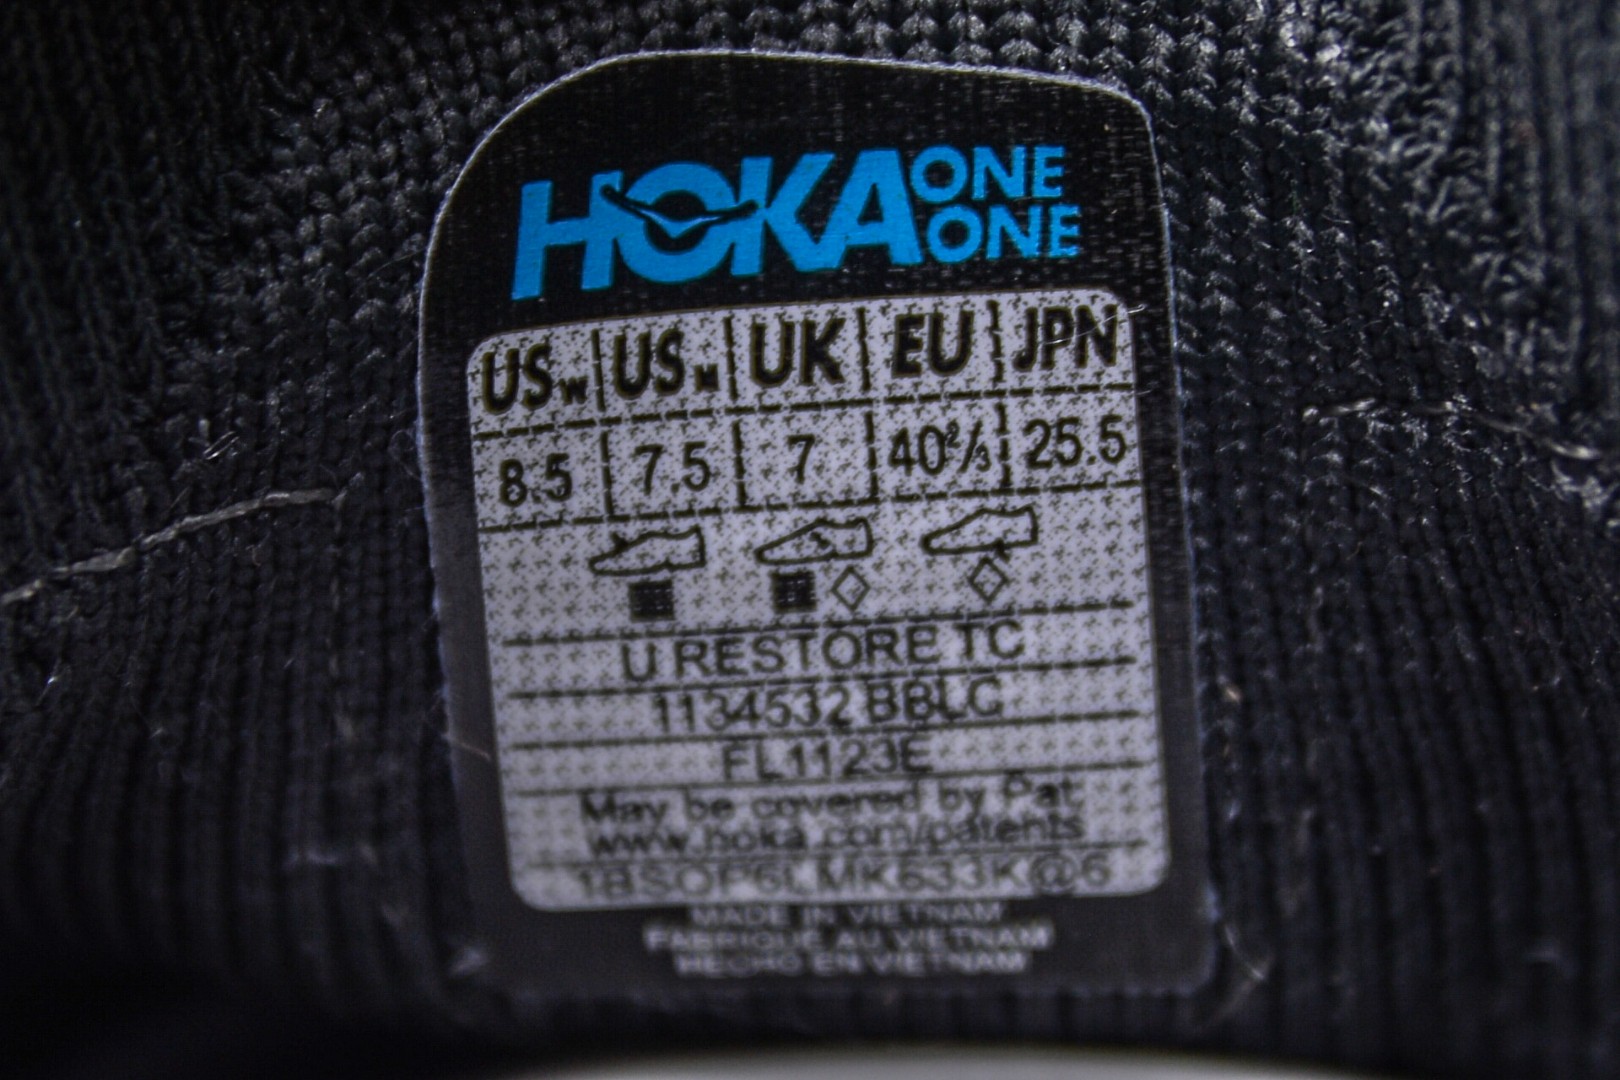 HOKA ONE ONE
US W US M UK EU JPN
8.5 7.5 7 40⅔ 25.5
U RESTORE TC
1134532 BBLC
FL1123E
May be covered by Pat:
www.hoka.com/patents
1BSOP6LMK633K@6
MADE IN VIETNAM
FABRIQUÉ AU VIETNAM
HECHO EN VIETNAM